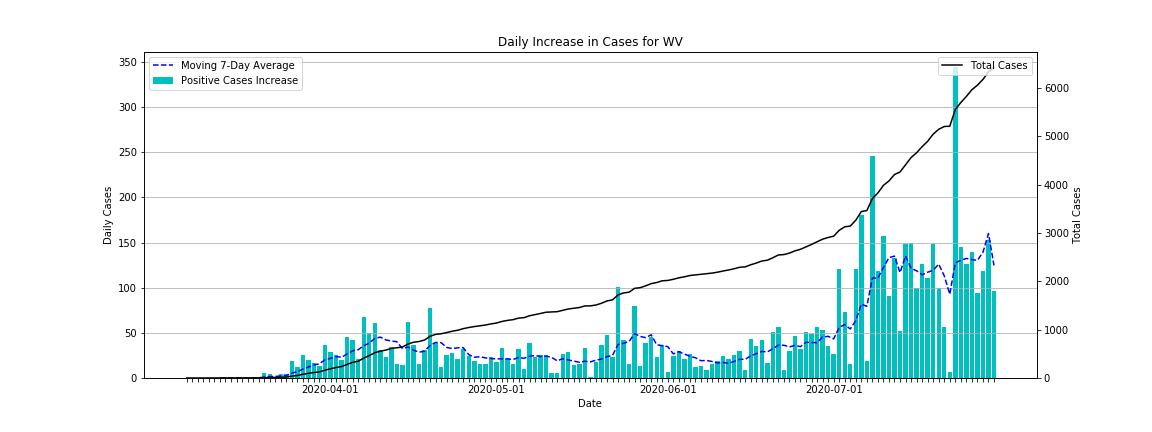 Daily Increase in Cases for WV
Moving 7-Day Average
Positive Cases Increase
Total Cases
350
300
250
200
150
100
50
0
Daily Cases
6000
5000
4000
3000
2000
1000
0
Total Cases
2020-04-01
2020-05-01
2020-06-01
2020-07-01
Date